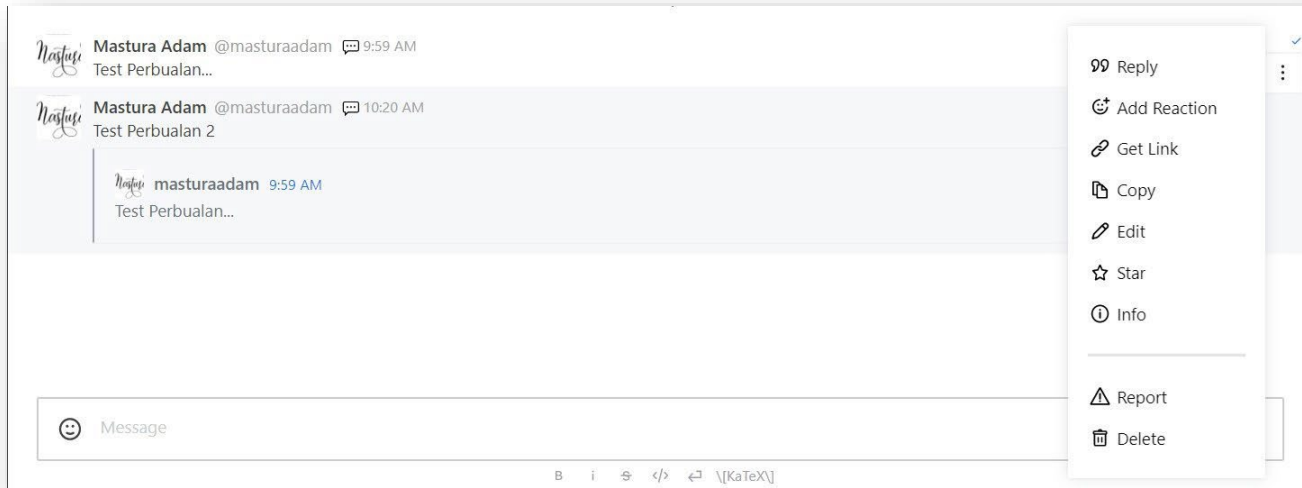 Mastura Adam @masturaadam 9:59 AM
Test Perbualan...
Mastura Adam @masturaadam 10:20 AM
Test Perbualan 2
masturaadam 9:59 AM
Test Perbualan...
Reply
Add Reaction
Get Link
Copy
Edit
Star
Info
Report
Delete
Message
B i S </> \[KaTeX\]